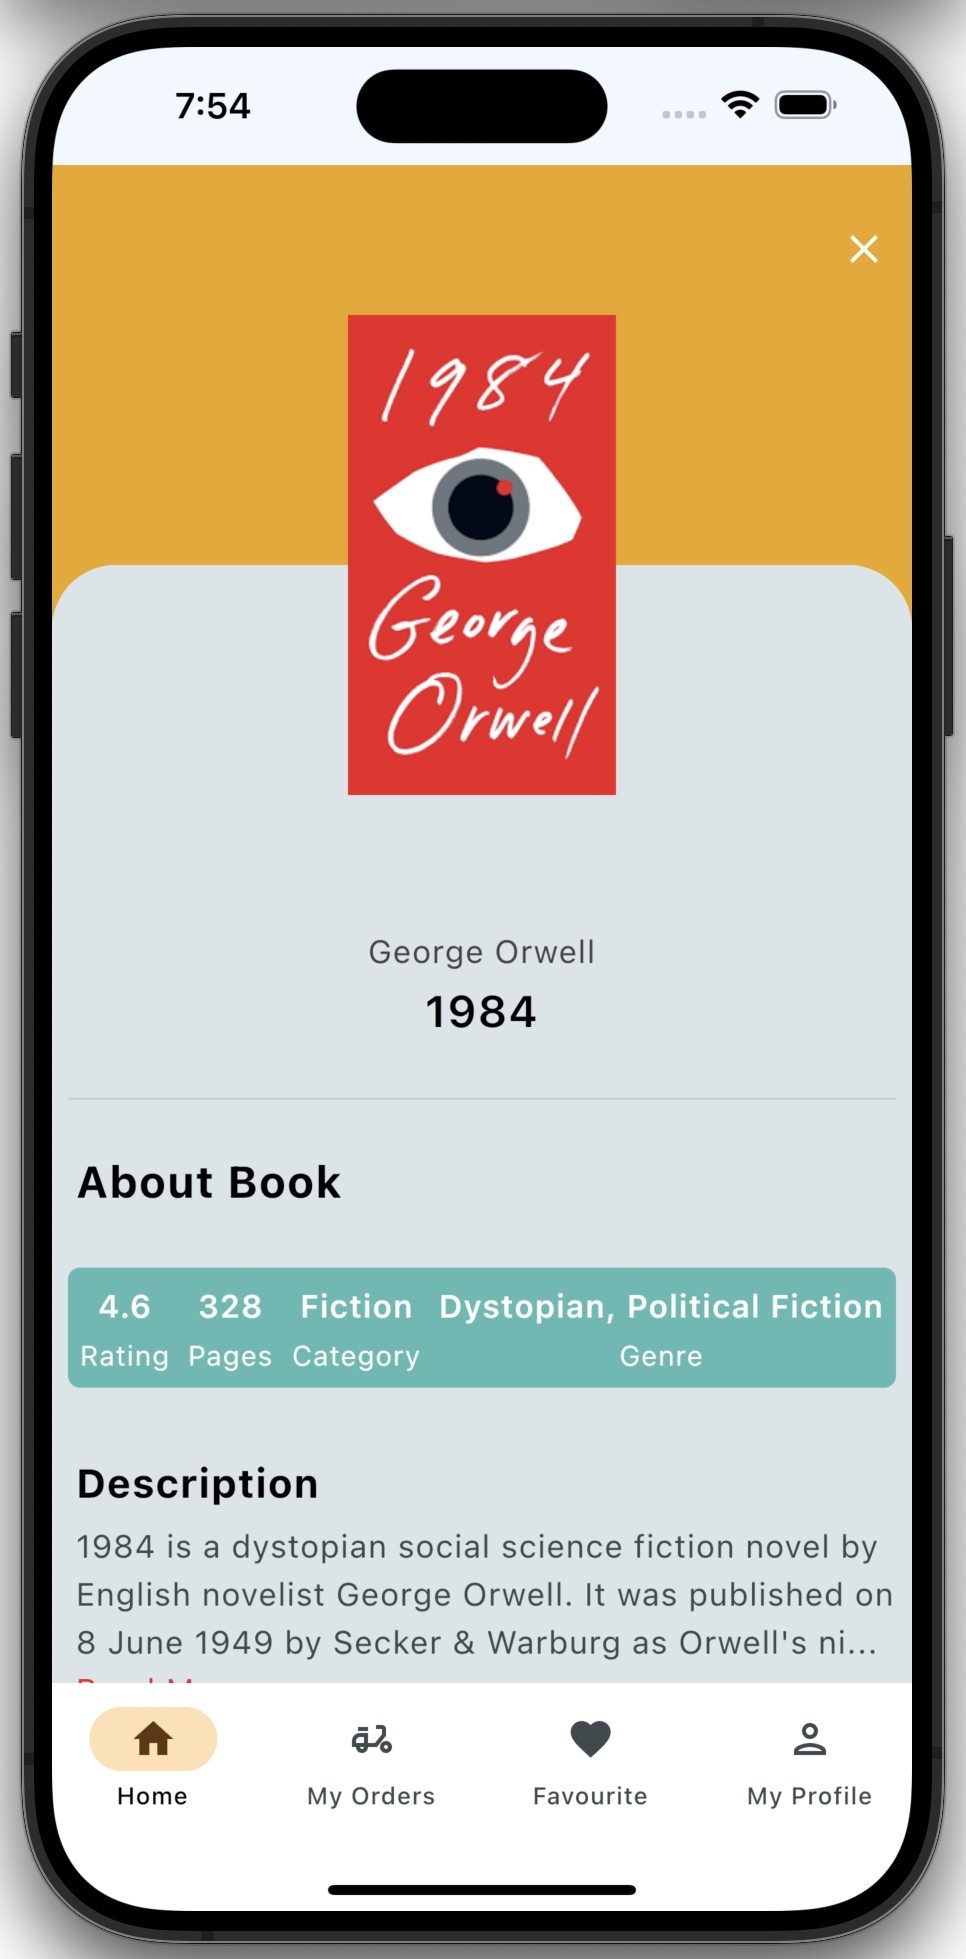 7:54
1984
George
Orwell
George Orwell
1984
About Book
4.6 328 Fiction Dystopian, Political Fiction
Rating Pages Category Genre
Description
1984 is a dystopian social science fiction novel by
English novelist George Orwell. It was published on
8 June 1949 by Secker & Warburg as Orwell's ni...
Home My Orders Favourite My Profile